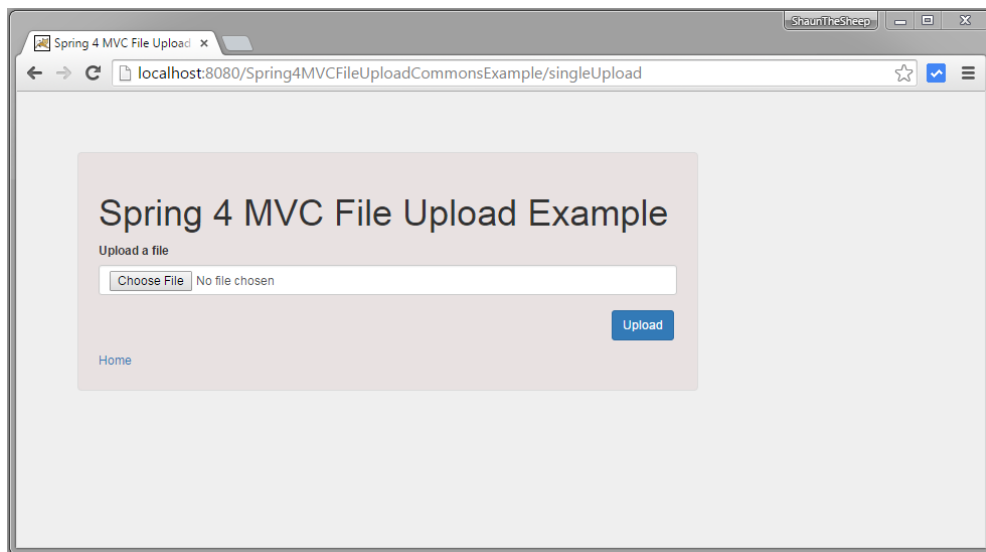 ShaunTheSheep
Spring 4 MVC File Upload
localhost:8080/Spring4MVCFileUploadCommonsExample/singleUpload
Spring 4 MVC File Upload Example
Upload a file
Choose File No file chosen
Upload
Home